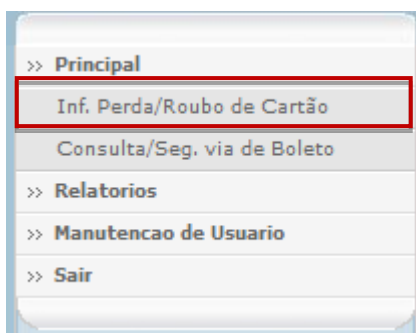 >> Principal
Inf. Perda/Roubo de Cartão
Consulta/Seg. via de Boleto
>> Relatorios
>> Manutencao de Usuario
>> Sair